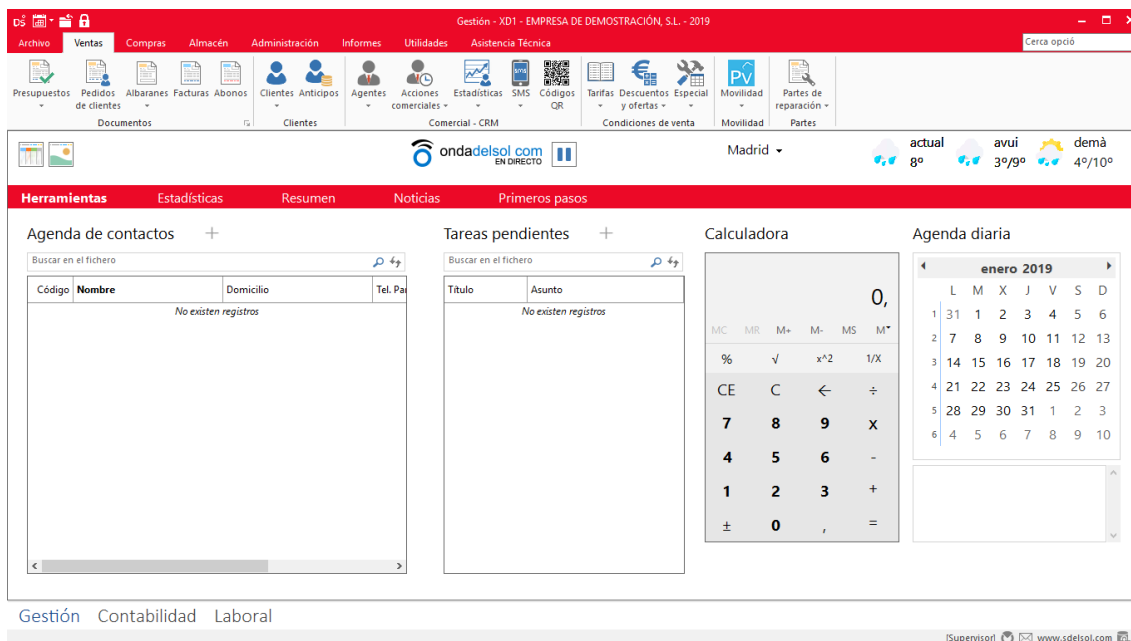 DS
Gestión - XD1 - EMPRESA DE DEMOSTRACIÓN, S.L. - 2019
Archivo Ventas Compras Almacén Administración Informes Utilidades Asistencia Técnica Cerca opció
Presupuestos Pedidos de clientes Albaranes Facturas Abonos Clientes Anticipos Agentes Acciones comerciales Estadísticas SMS Códigos QR Tarifas Descuentos y ofertas Especial Movilidad Partes de reparación
Documentos Clientes Comercial - CRM Condiciones de venta Movilidad Partes
ondadelsol com
EN DIRECTO
Madrid
actual avui demà
8º 3º/9º 4º/10º
Herramientas Estadísticas Resumen Noticias Primeros pasos
Agenda de contactos +
Buscar en el fichero
Código Nombre Domicilio Tel. Par
No existen registros
Tareas pendientes +
Buscar en el fichero
Título Asunto
No existen registros
Calculadora
0,
MC MR M+ M- MS M
% √ x^2 1/X
CE C ← ÷
7 8 9 x
4 5 6 -
1 2 3 +
± 0 , =
Agenda diaria
enero 2019
L M X J V S D
1 31 1 2 3 4 5 6
2 7 8 9 10 11 12 13
3 14 15 16 17 18 19 20
4 21 22 23 24 25 26 27
5 28 29 30 31 1 2 3
6 4 5 6 7 8 9 10
Gestión Contabilidad Laboral
[Supervisor] www.sdelsol.com